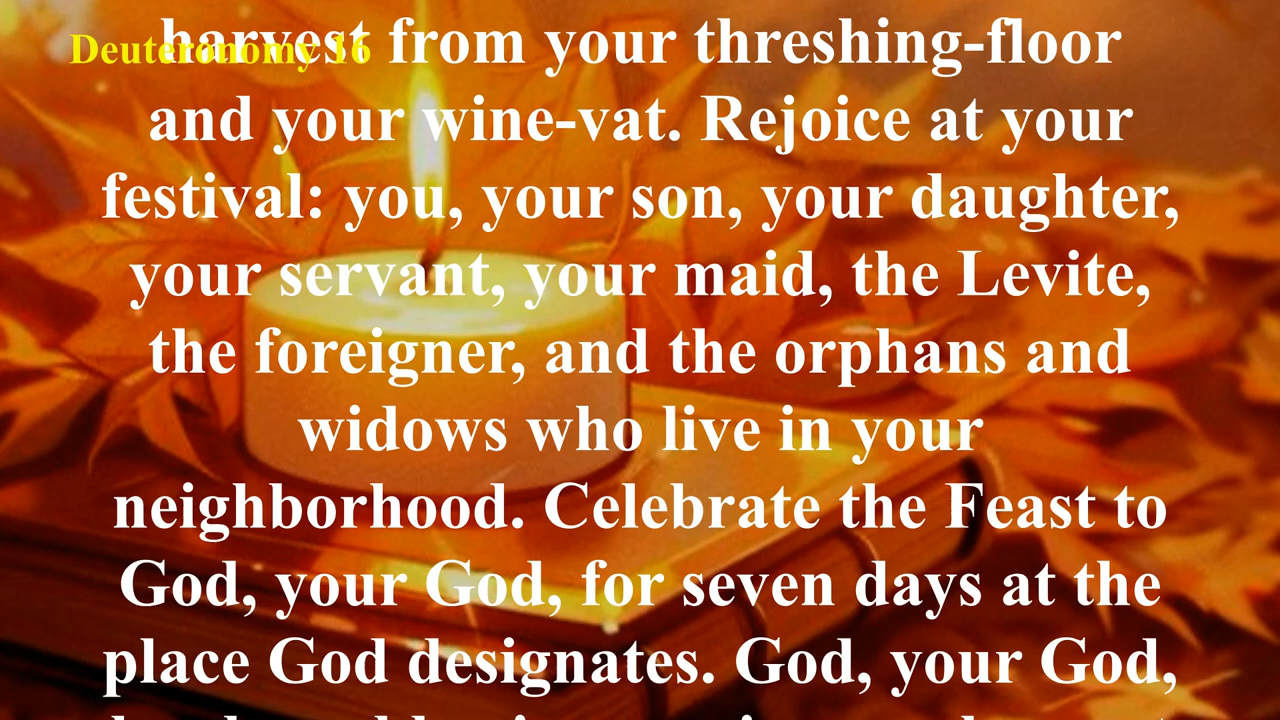 Deuteronomy 16
harvest from your threshing-floor
and your wine-vat. Rejoice at your
festival: you, your son, your daughter,
your servant, your maid, the Levite,
the foreigner, and the orphans and
widows who live in your
neighborhood. Celebrate the Feast to
God, your God, for seven days at the
place God designates. God, your God,